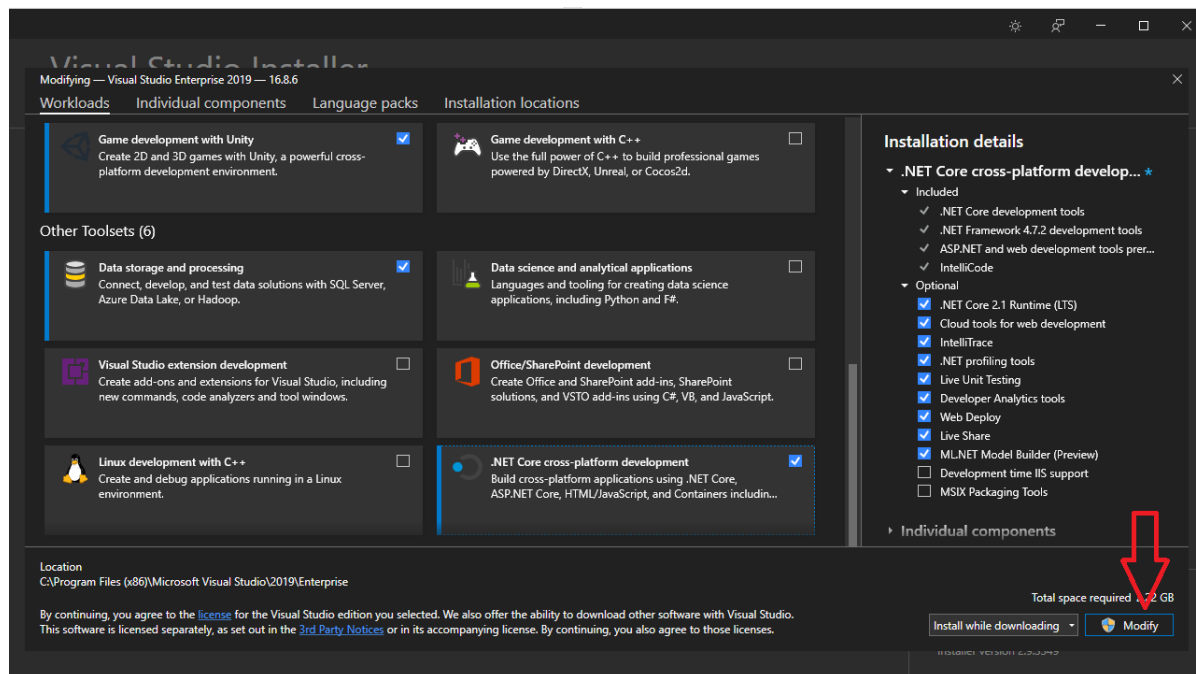 Visual Studio Installer
Modifying — Visual Studio Enterprise 2019 — 16.8.6
Workloads Individual components Language packs Installation locations
Game development with Unity
Create 2D and 3D games with Unity, a powerful cross-
platform development environment.
Game development with C++
Use the full power of C++ to build professional games
powered by DirectX, Unreal, or Cocos2d.
Other Toolsets (6)
Data storage and processing
Connect, develop, and test data solutions with SQL Server,
Azure Data Lake, or Hadoop.
Data science and analytical applications
Languages and tooling for creating data science
applications, including Python and F#.
Visual Studio extension development
Create add-ons and extensions for Visual Studio, including
new commands, code analyzers and tool windows.
Office/SharePoint development
Create Office and SharePoint add-ins, SharePoint
solutions, and VSTO add-ins using C#, VB, and JavaScript.
Linux development with C++
Create and debug applications running in a Linux
environment.
.NET Core cross-platform development
Build cross-platform applications using .NET Core,
ASP.NET Core, HTML/JavaScript, and Containers includin...
Installation details
.NET Core cross-platform develop... *
Included
.NET Core development tools
.NET Framework 4.7.2 development tools
ASP.NET and web development tools prer...
IntelliCode
Optional
.NET Core 2.1 Runtime (LTS)
Cloud tools for web development
IntelliTrace
.NET profiling tools
Live Unit Testing
Developer Analytics tools
Web Deploy
Live Share
ML.NET Model Builder (Preview)
Development time IIS support
MSIX Packaging Tools
Individual components
Location
C:\Program Files (x86)\Microsoft Visual Studio\2019\Enterprise
By continuing, you agree to the license for the Visual Studio edition you selected. We also offer the ability to download other software with Visual Studio.
This software is licensed separately, as set out in the 3rd Party Notices or in its accompanying license. By continuing, you also agree to those licenses.
Total space required GB
Install while downloading
Modify
Installer version 2.9.3549